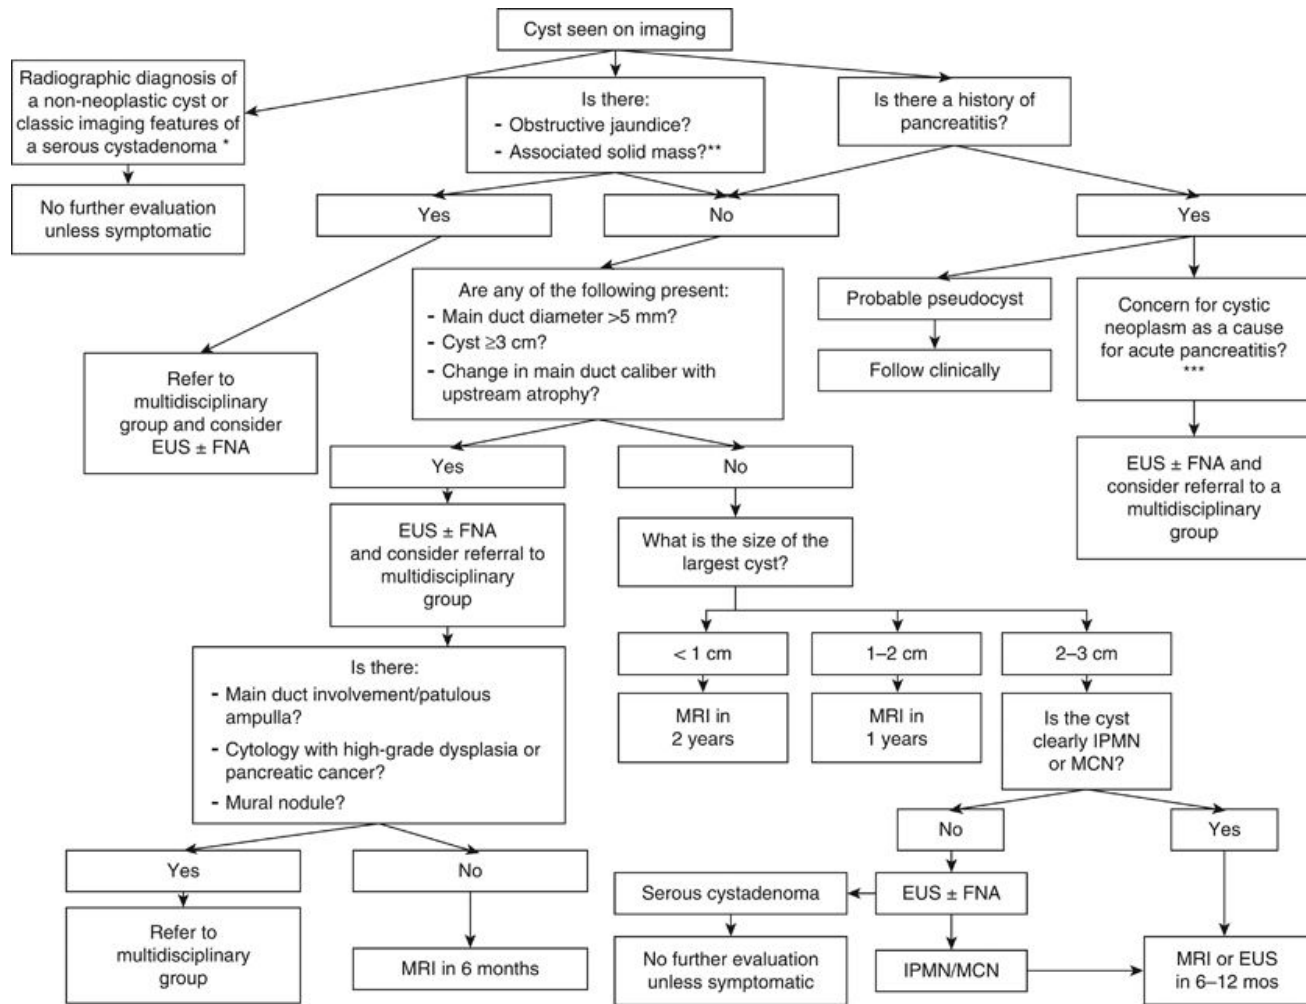 Cyst seen on imaging
Radiographic diagnosis of
a non-neoplastic cyst or
classic imaging features of
a serous cystadenoma *
No further evaluation
unless symptomatic
Is there:
- Obstructive jaundice?
- Associated solid mass?**
Is there a history of
pancreatitis?
Yes
No
Yes
Refer to
multidisciplinary
group and consider
EUS ± FNA
Are any of the following present:
- Main duct diameter >5 mm?
- Cyst ≥3 cm?
- Change in main duct caliber with
upstream atrophy?
Probable pseudocyst
Follow clinically
Concern for cystic
neoplasm as a cause
for acute pancreatitis?
***
EUS ± FNA and
consider referral to a
multidisciplinary
group
Yes
No
EUS ± FNA
and consider referral to
multidisciplinary
group
What is the size of the
largest cyst?
Is there:
- Main duct involvement/patulous
ampulla?
- Cytology with high-grade dysplasia or
pancreatic cancer?
- Mural nodule?
< 1 cm
1–2 cm
2–3 cm
MRI in
2 years
MRI in
1 years
Is the cyst
clearly IPMN
or MCN?
Yes
No
No
Yes
Refer to
multidisciplinary
group
MRI in 6 months
Serous cystadenoma
EUS ± FNA
No further evaluation
unless symptomatic
IPMN/MCN
MRI or EUS
in 6–12 mos